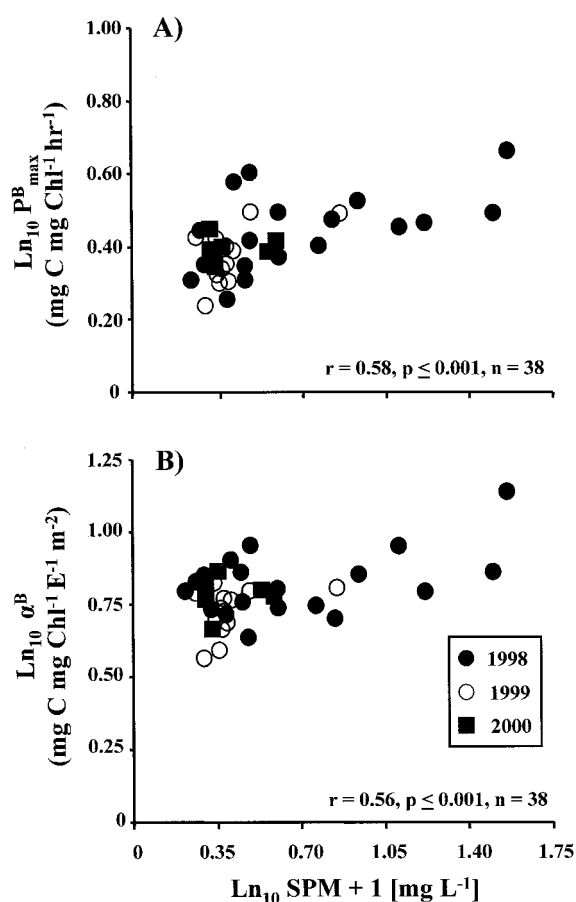 A)
1.00
0.80
0.60
0.40
0.20
0
Ln₁₀ Pᴮmax
(mg C mg Chl⁻¹ hr⁻¹)
r = 0.58, p ≤ 0.001, n = 38
B)
1.25
1.00
0.75
0.50
0.25
0.00
Ln₁₀ αᴮ
(mg C mg Chl⁻¹ E⁻¹ m⁻²)
1998
1999
2000
r = 0.56, p ≤ 0.001, n = 38
0 0.35 0.70 1.05 1.40 1.75
Ln₁₀ SPM + 1 [mg L⁻¹]